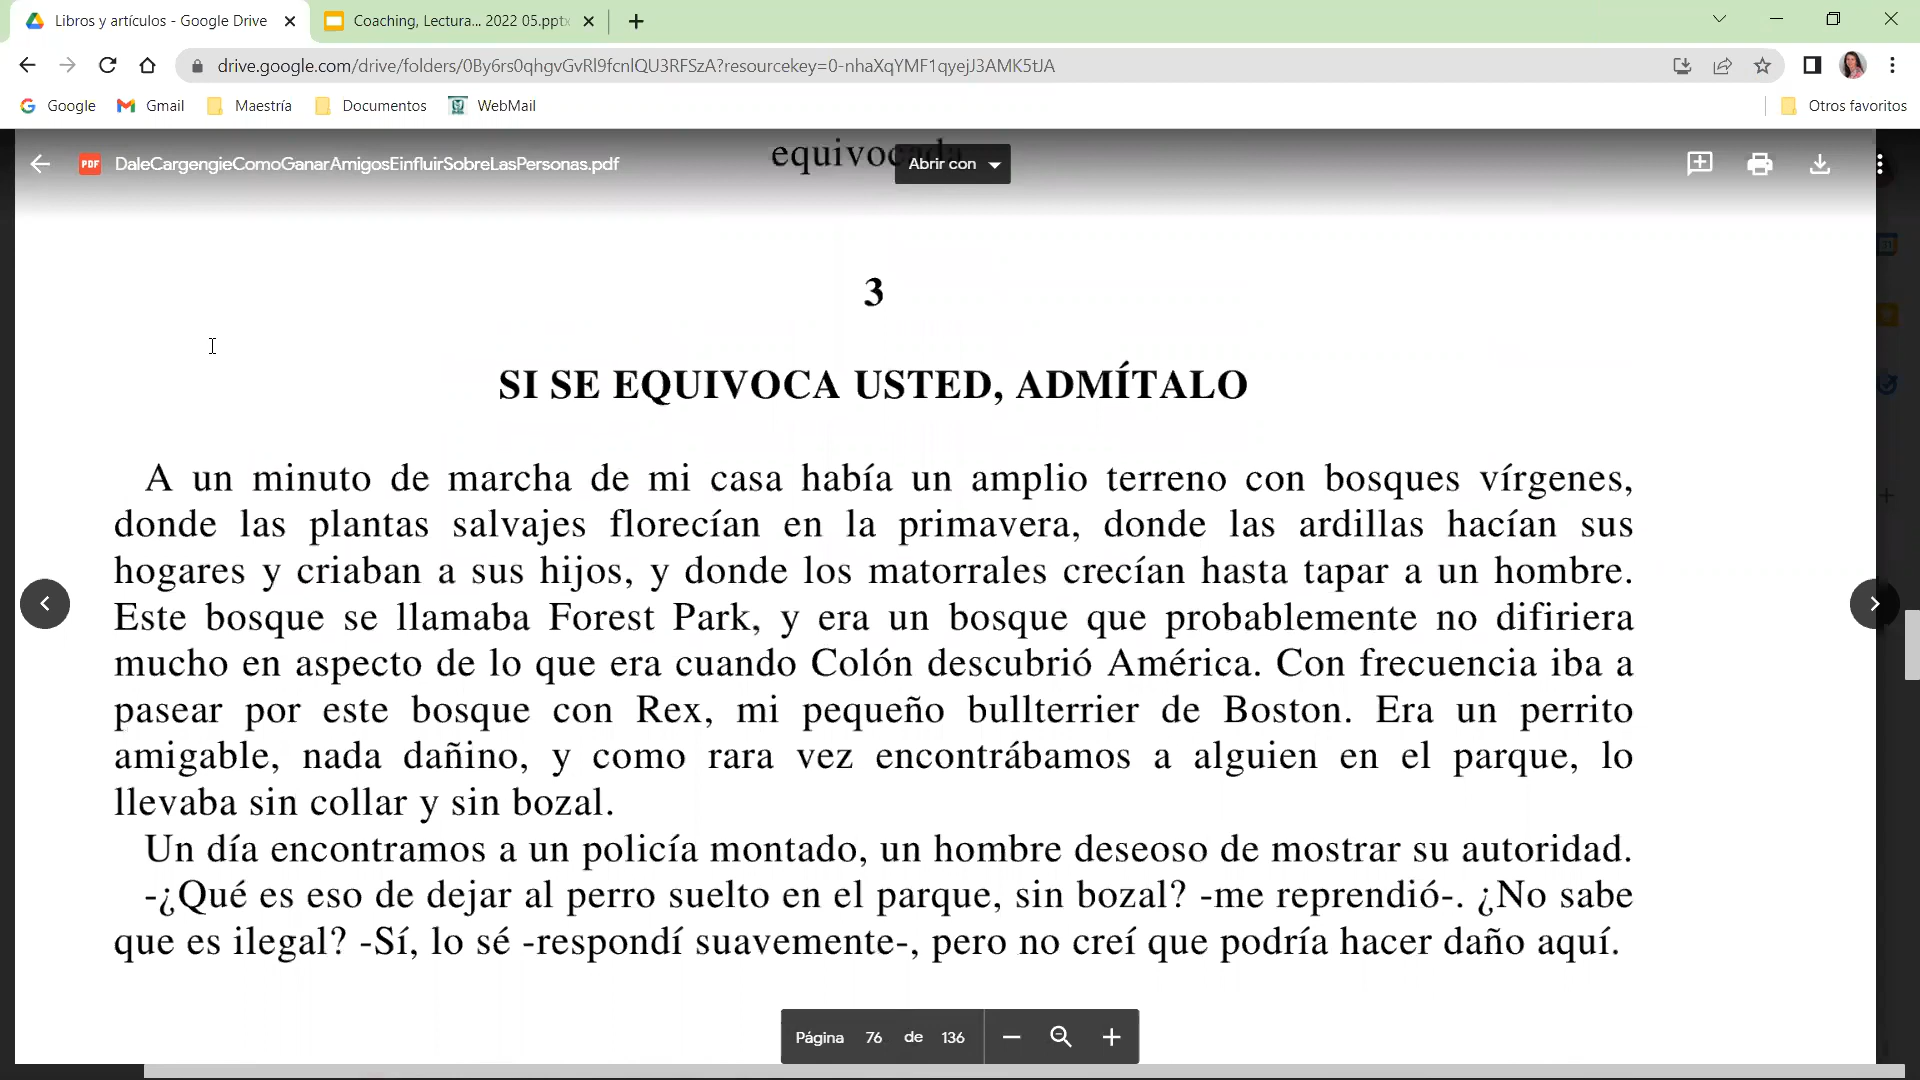 Libros y artículos - Google Drive
Coaching, Lectura... 2022 05.pptx
drive.google.com/drive/folders/0By6rs0qhgvGvRl9fcnlQU3RFSzA?resourcekey=0-nhaXqYMF1qyejJ3AMK5tJA
Google Gmail Maestría Documentos WebMail Otros favoritos
PDF DaleCargengieComoGanarAmigosEinfluirSobreLasPersonas.pdf
Abrir con
3
SI SE EQUIVOCA USTED, ADMÍTALO
A un minuto de marcha de mi casa había un amplio terreno con bosques vírgenes,
donde las plantas salvajes florecían en la primavera, donde las ardillas hacían sus
hogares y criaban a sus hijos, y donde los matorrales crecían hasta tapar a un hombre.
Este bosque se llamaba Forest Park, y era un bosque que probablemente no difiriera
mucho en aspecto de lo que era cuando Colón descubrió América. Con frecuencia iba a
pasear por este bosque con Rex, mi pequeño bullterrier de Boston. Era un perrito
amigable, nada dañino, y como rara vez encontrábamos a alguien en el parque, lo
llevaba sin collar y sin bozal.
Un día encontramos a un policía montado, un hombre deseoso de mostrar su autoridad.
-¿Qué es eso de dejar al perro suelto en el parque, sin bozal? -me reprendió-. ¿No sabe
que es ilegal? -Sí, lo sé -respondí suavemente-, pero no creí que podría hacer daño aquí.
Página 76 de 136